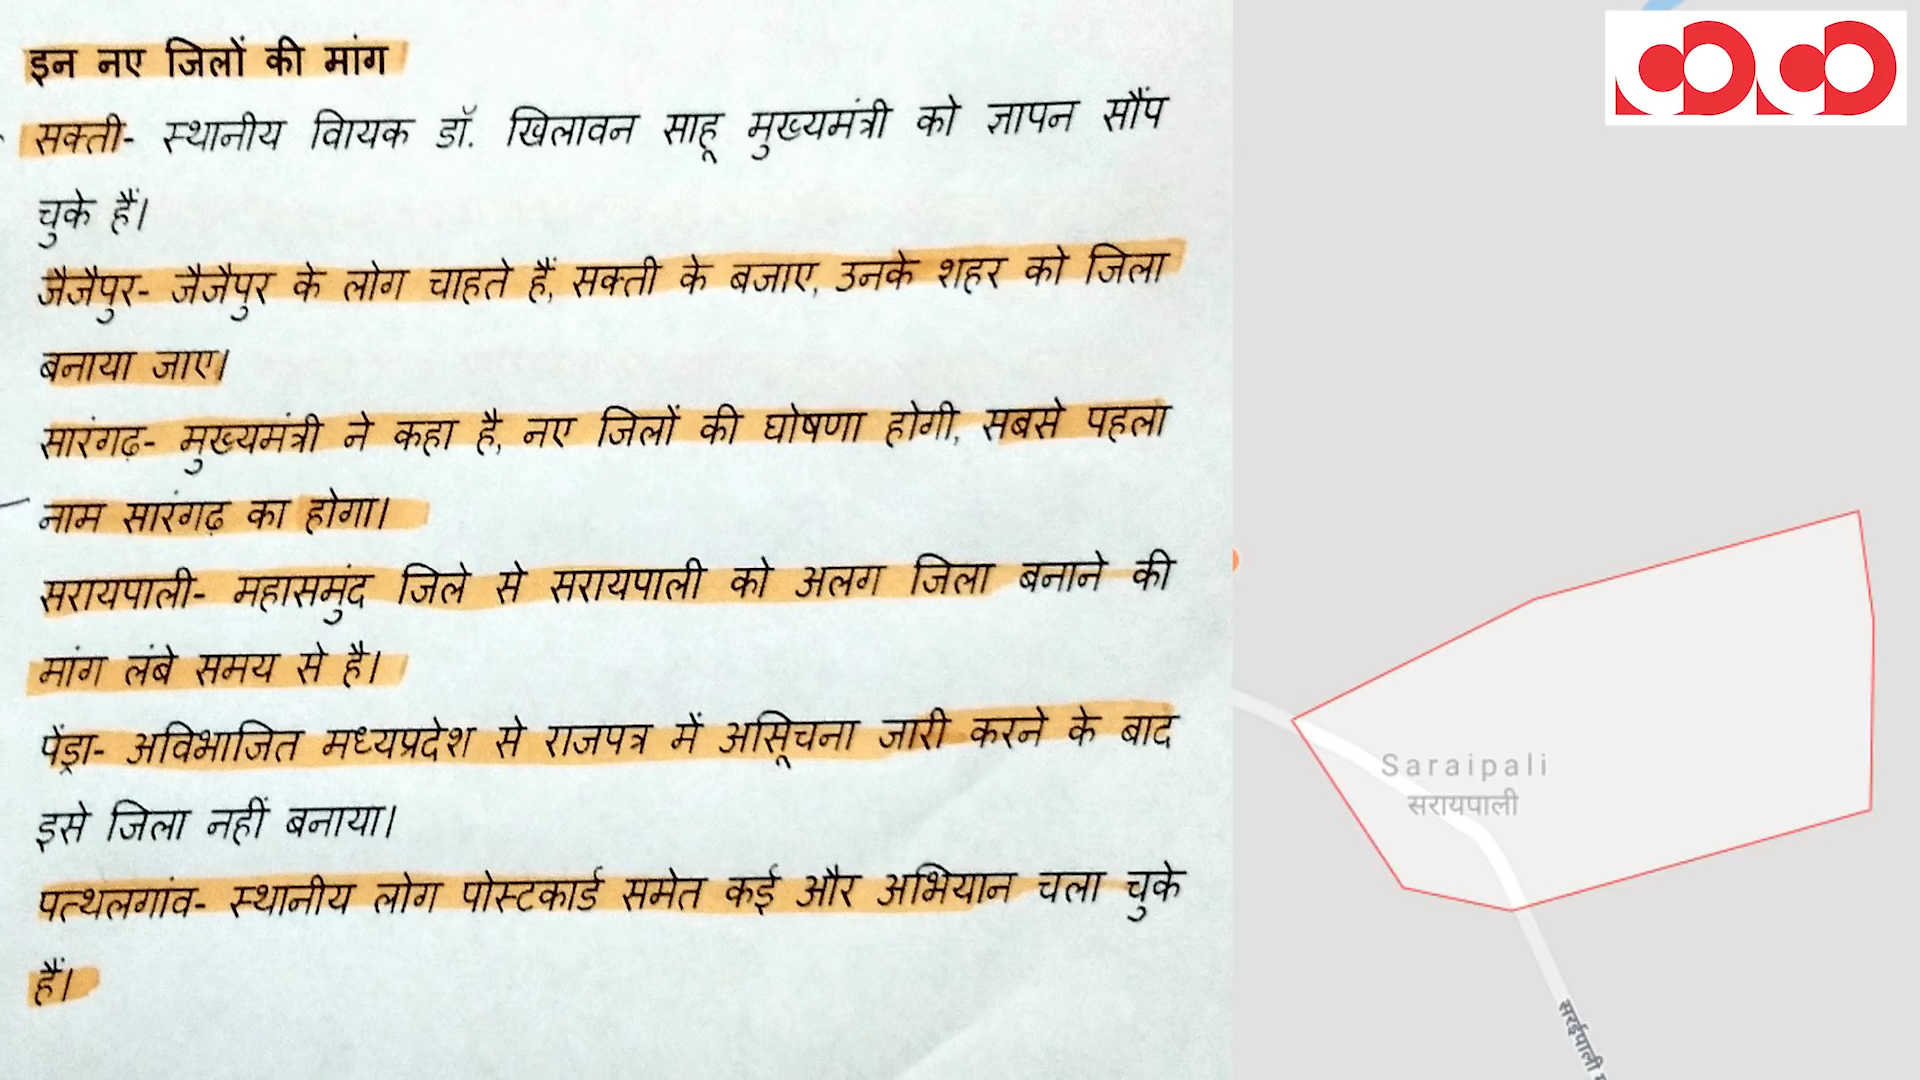 इन नए जिलों की मांग
सक्ती- स्थानीय विायक डॉ. खिलावन साहू मुख्यमंत्री को ज्ञापन सौंप
चुके हैं।
जैजैपुर- जैजैपुर के लोग चाहते हैं, सक्ती के बजाए, उनके शहर को जिला
बनाया जाए।
सारंगढ़- मुख्यमंत्री ने कहा है, नए जिलों की घोषणा होगी, सबसे पहला
नाम सारंगढ़ का होगा।
सरायपाली- महासमुंद जिले से सरायपाली को अलग जिला बनाने की
मांग लंबे समय से है।
पेंड्रा- अविभाजित मध्यप्रदेश से राजपत्र में असूिचना जारी करने के बाद
इसे जिला नहीं बनाया।
पत्थलगांव- स्थानीय लोग पोस्टकार्ड समेत कई और अभियान चला चुके
हैं।
Saraipali
सरायपाली
सरईपाली